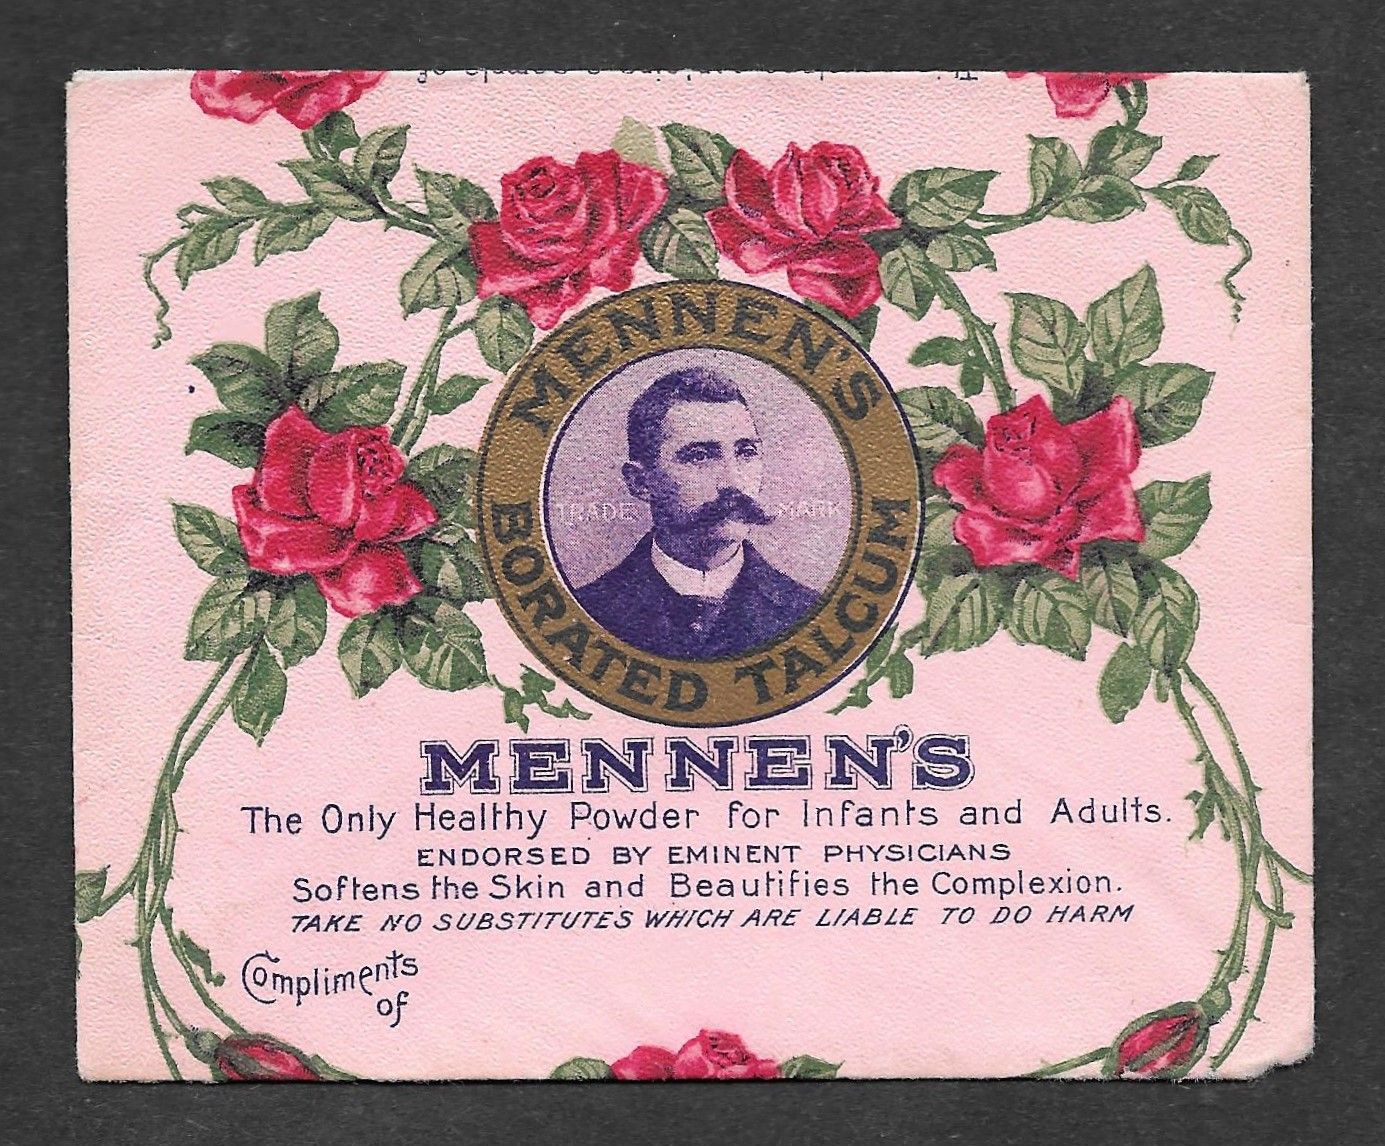 MENNEN'S
BORATED TALCUM
TRADE MARK
MENNEN'S
The Only Healthy Powder for Infants and Adults.
ENDORSED BY EMINENT PHYSICIANS
Softens the Skin and Beautifies the Complexion.
TAKE NO SUBSTITUTES WHICH ARE LIABLE TO DO HARM
Compliments
of